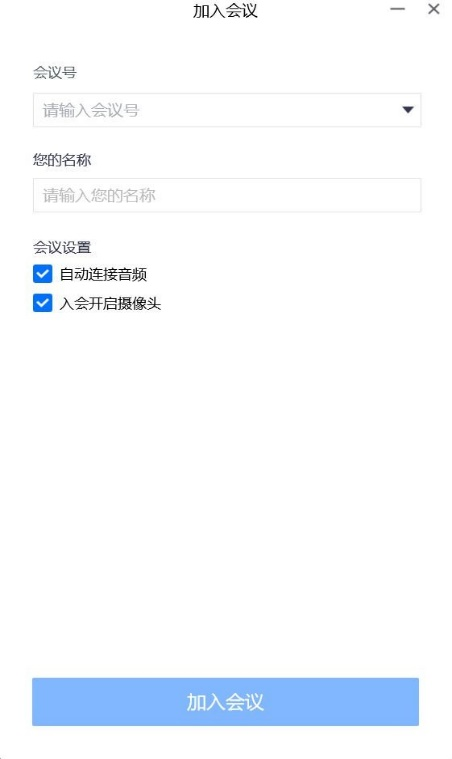 加入会议
会议号
请输入会议号
您的名称
请输入您的名称
会议设置
自动连接音频
入会开启摄像头
加入会议